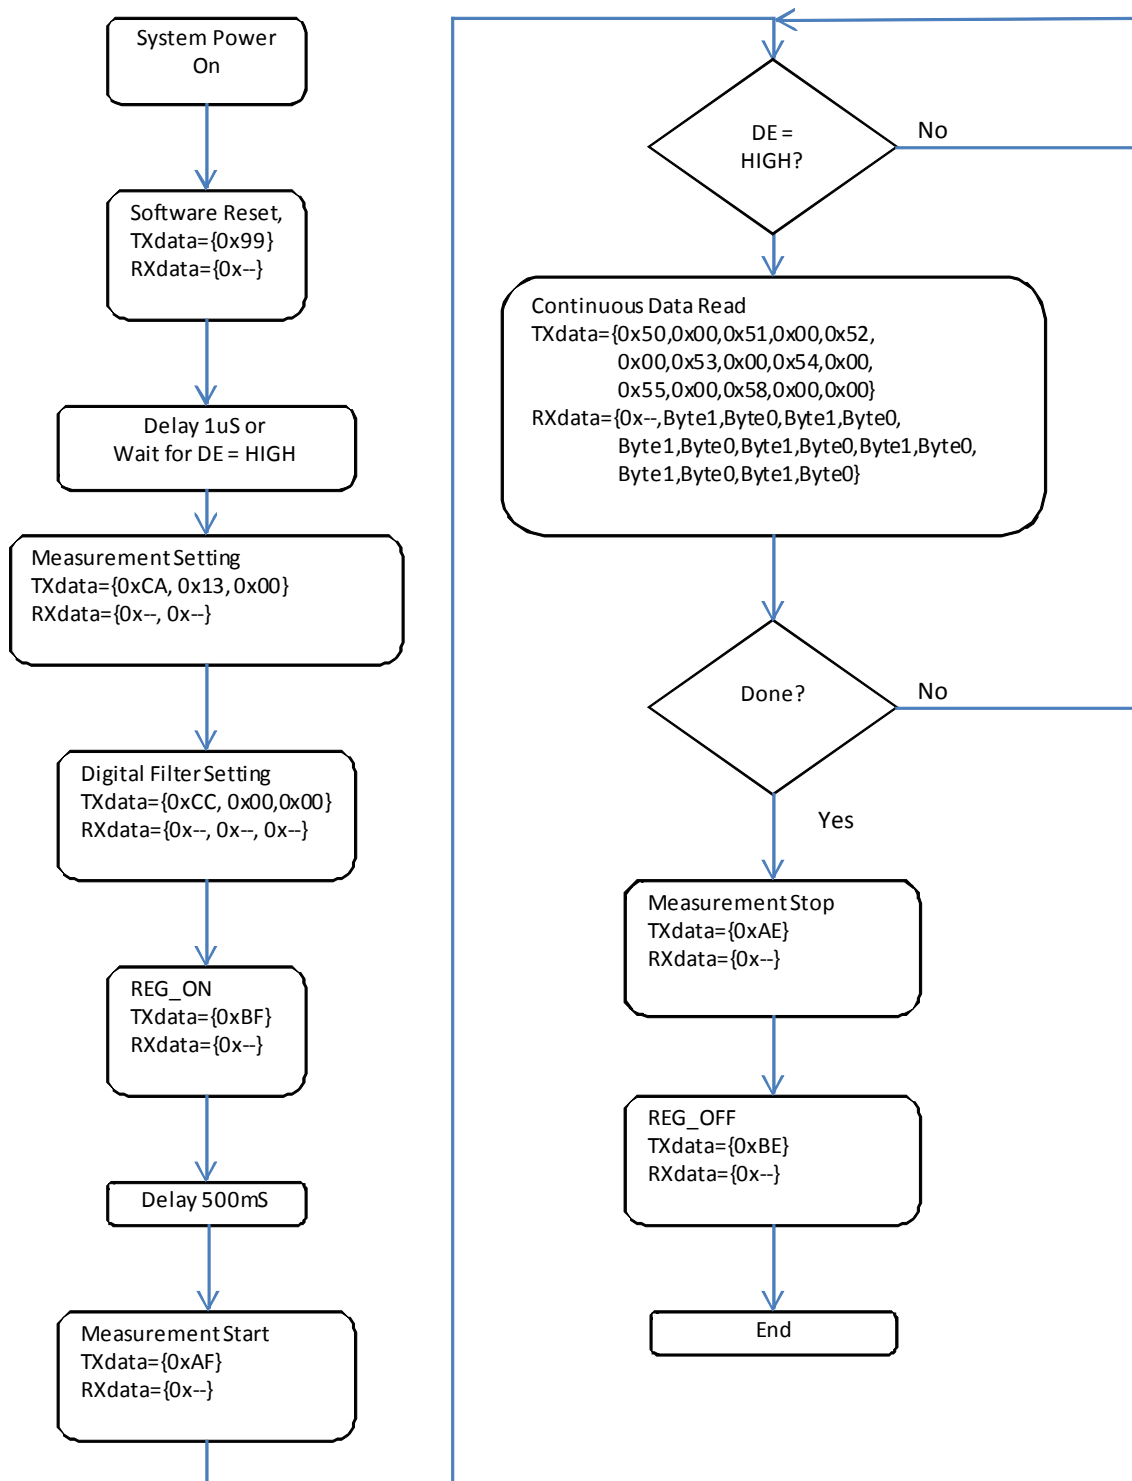 System Power
On
Software Reset,
TXdata={0x99}
RXdata={0x--}
Delay 1uS or
Wait for DE = HIGH
Measurement Setting
TXdata={0xCA, 0x13, 0x00}
RXdata={0x--, 0x--}
Digital Filter Setting
TXdata={0xCC, 0x00,0x00}
RXdata={0x--, 0x--, 0x--}
REG_ON
TXdata={0xBF}
RXdata={0x--}
Delay 500mS
Measurement Start
TXdata={0xAF}
RXdata={0x--}
DE =
HIGH?
No
Continuous Data Read
TXdata={0x50,0x00,0x51,0x00,0x52,
0x00,0x53,0x00,0x54,0x00,
0x55,0x00,0x58,0x00,0x00}
RXdata={0x--,Byte1,Byte0,Byte1,Byte0,
Byte1,Byte0,Byte1,Byte0,Byte1,Byte0,
Byte1,Byte0,Byte1,Byte0}
Done?
No
Yes
Measurement Stop
TXdata={0xAE}
RXdata={0x--}
REG_OFF
TXdata={0xBE}
RXdata={0x--}
End